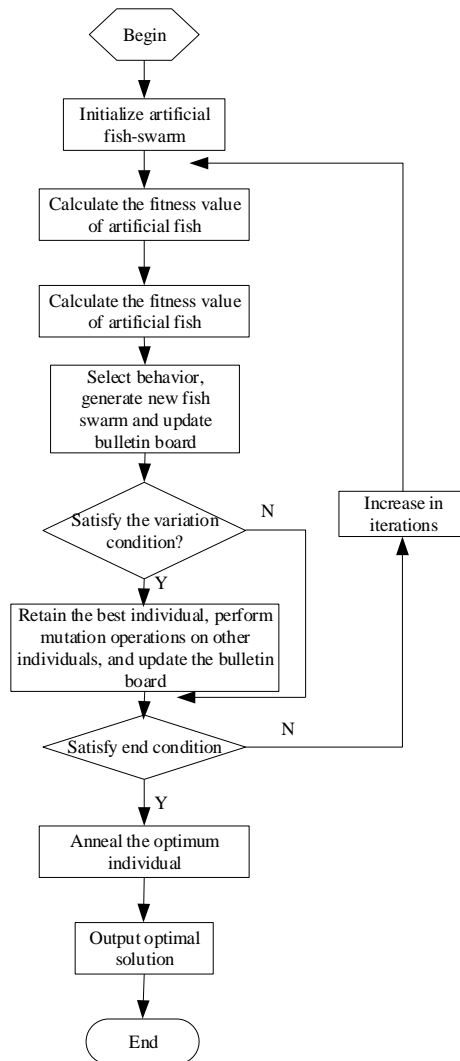 Begin
Initialize artificial
fish-swarm
Calculate the fitness value
of artificial fish
Calculate the fitness value
of artificial fish
Select behavior,
generate new fish
swarm and update
bulletin board
Satisfy the variation
condition?
N
Increase in
iterations
Y
Retain the best individual, perform
mutation operations on other
individuals, and update the bulletin
board
Satisfy end condition
N
Y
Anneal the optimum
individual
Output optimal
solution
End